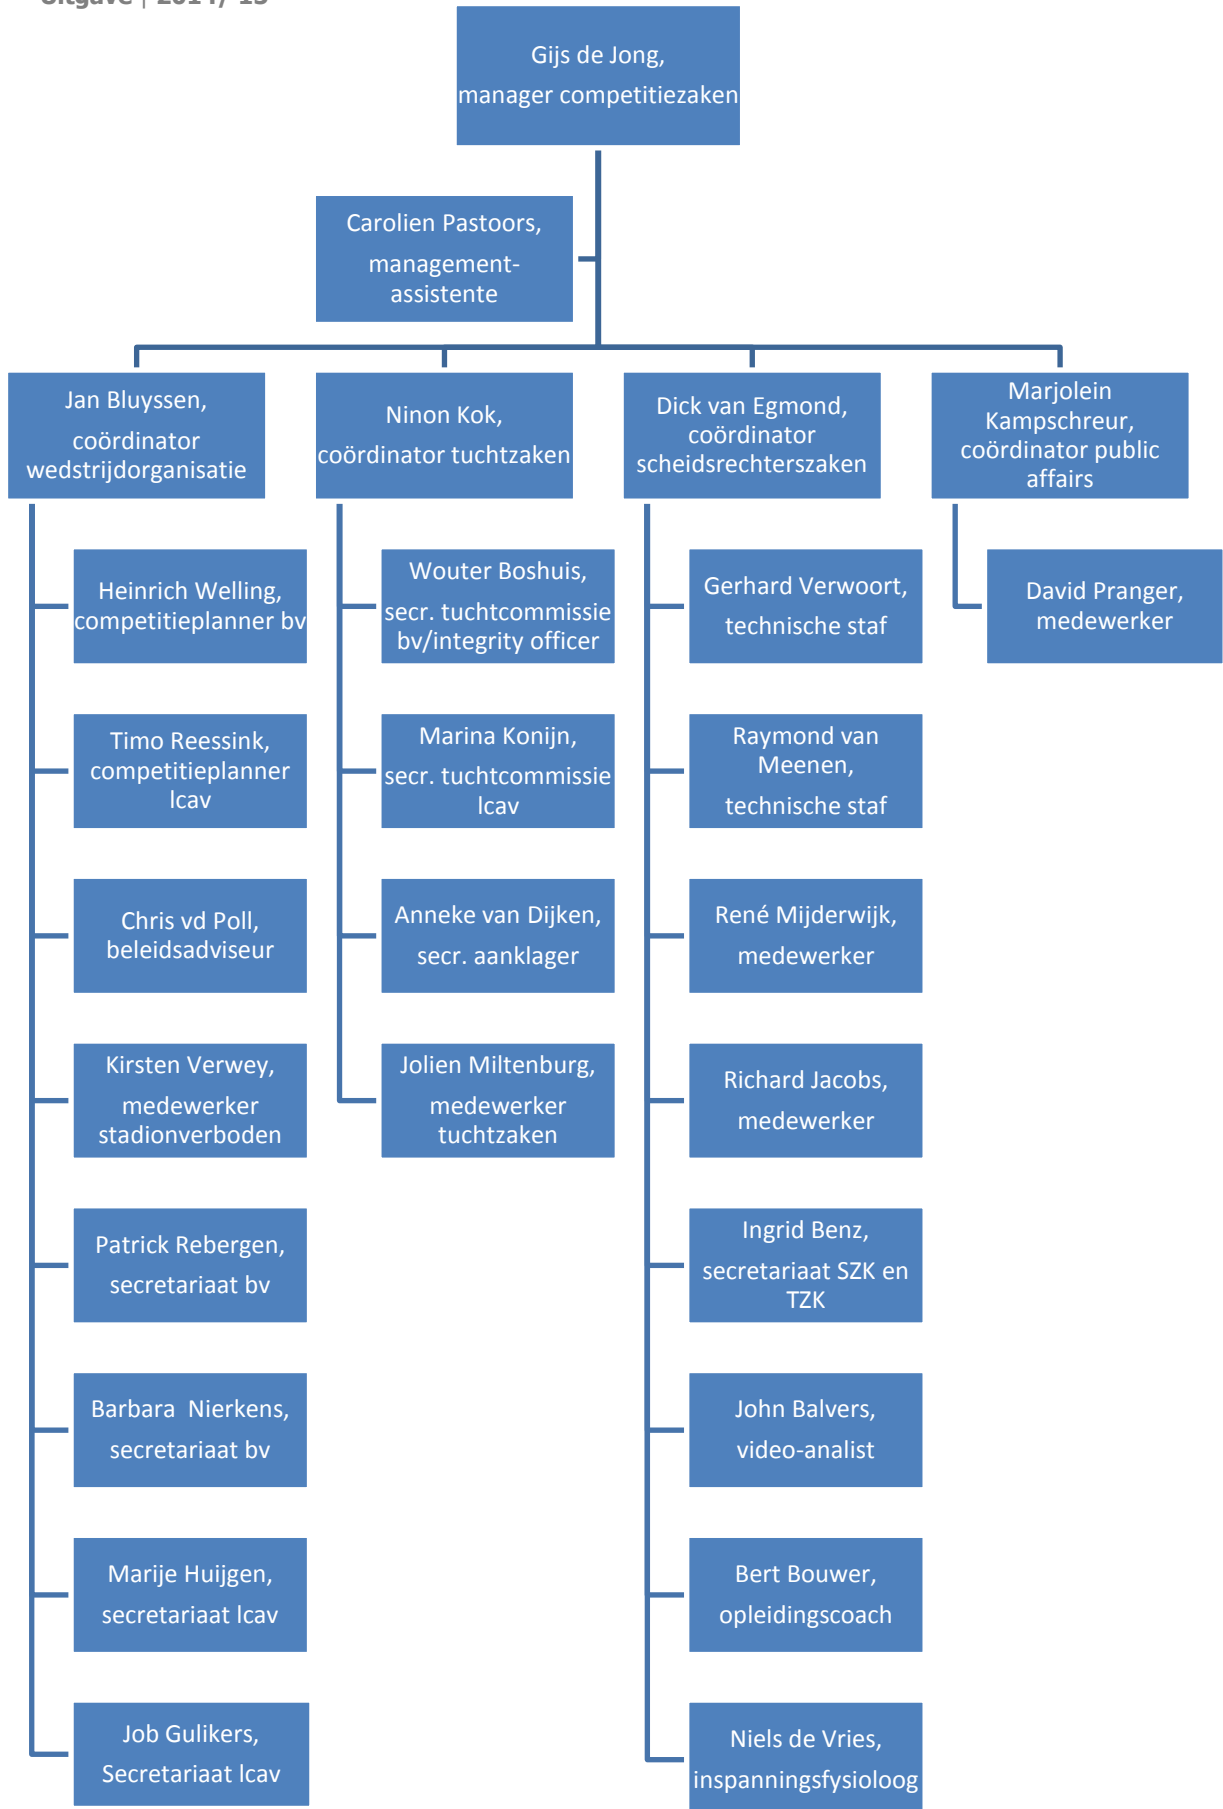 Uitgave | 2014/'15
Gijs de Jong,
manager competitiezaken
Carolien Pastoors,
management-
assistente
Jan Bluyssen,
coördinator
wedstrijdorganisatie
Ninon Kok,
coördinator tuchtzaken
Dick van Egmond,
coördinator
scheidsrechterszaken
Marjolein
Kampschreur,
coördinator public
affairs
Heinrich Welling,
competitieplanner bv
Timo Reessink,
competitieplanner
lcav
Chris vd Poll,
beleidsadviseur
Kirsten Verwey,
medewerker
stadionverboden
Patrick Rebergen,
secretariaat bv
Barbara  Nierkens,
secretariaat bv
Marije Huijgen,
secretariaat lcav
Job Gulikers,
Secretariaat lcav
Wouter Boshuis,
secr. tuchtcommissie
bv/integrity officer
Marina Konijn,
secr. tuchtcommissie
lcav
Anneke van Dijken,
secr. aanklager
Jolien Miltenburg,
medewerker
tuchtzaken
Gerhard Verwoort,
technische staf
Raymond van
Meenen,
technische staf
René Mijderwijk,
medewerker
Richard Jacobs,
medewerker
Ingrid Benz,
secretariaat SZK en
TZK
John Balvers,
video-analist
Bert Bouwer,
opleidingscoach
Niels de Vries,
inspanningsfysioloog
David Pranger,
medewerker